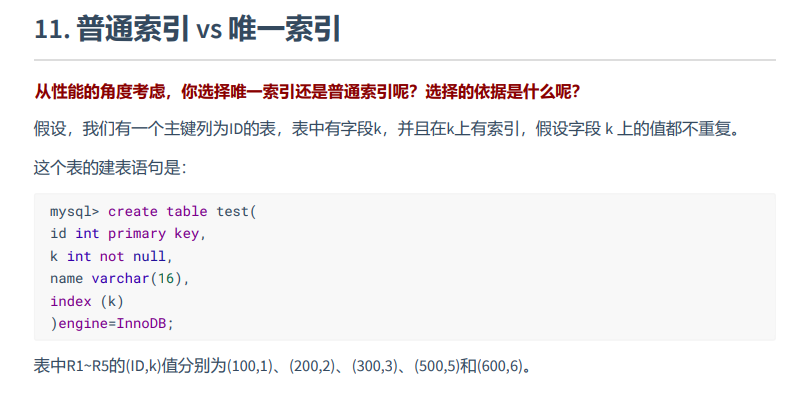 11. 普通索引 vs 唯一索引
从性能的角度考虑，你选择唯一索引还是普通索引呢？选择的依据是什么呢？
假设，我们有一个主键列为ID的表，表中有字段k，并且在k上有索引，假设字段 k 上的值都不重复。
这个表的建表语句是：
mysql> create table test(
id int primary key,
k int not null,
name varchar(16),
index (k)
)engine=InnoDB;
表中R1~R5的(ID,k)值分别为(100,1)、(200,2)、(300,3)、(500,5)和(600,6)。